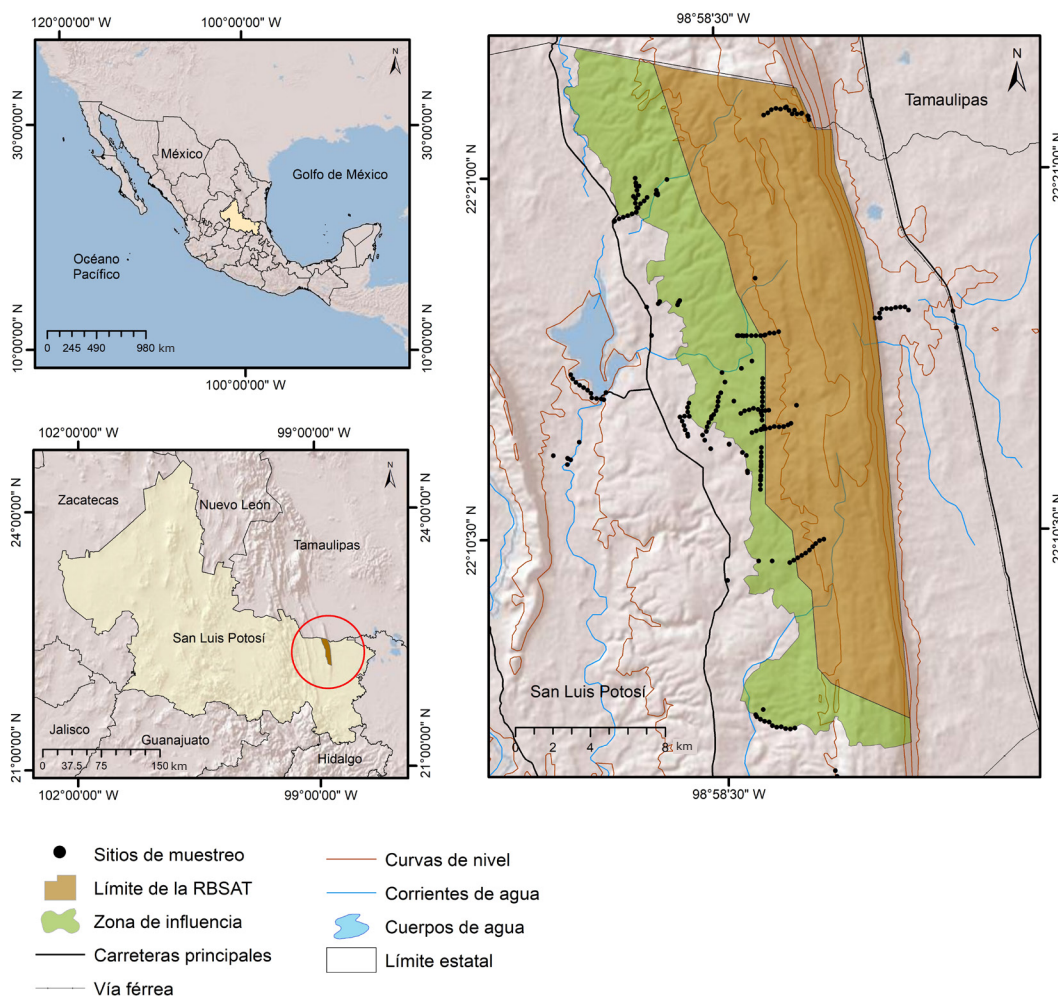 120°00'00" W
100°00'00" W
30°00'00" N
30°00'00" N
10°00'00" N
10°00'00" N
N
México
Golfo de México
Océano
Pacífico
0 245 490 980 km
100°00'00" W
102°00'00" W
99°00'00" W
24°00'00" N
24°00'00" N
21°00'00" N
21°00'00" N
N
Zacatecas
Nuevo León
Tamaulipas
San Luis Potosí
Jalisco
Guanajuato
Hidalgo
0 37.5 75 150 km
102°00'00" W
99°00'00" W
98°58'30" W
22°21'00" N
22°21'00" N
22°10'30" N
22°10'30" N
N
Tamaulipas
San Luis Potosí
0 2 4 8 km
98°58'30" W
Sitios de muestreo
Límite de la RBSAT
Zona de influencia
Carreteras principales
Vía férrea
Curvas de nivel
Corrientes de agua
Cuerpos de agua
Límite estatal